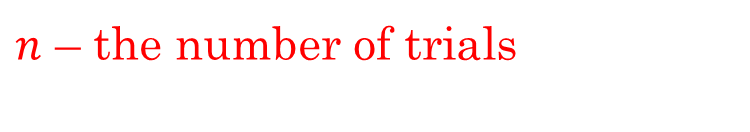 n – the number of trials